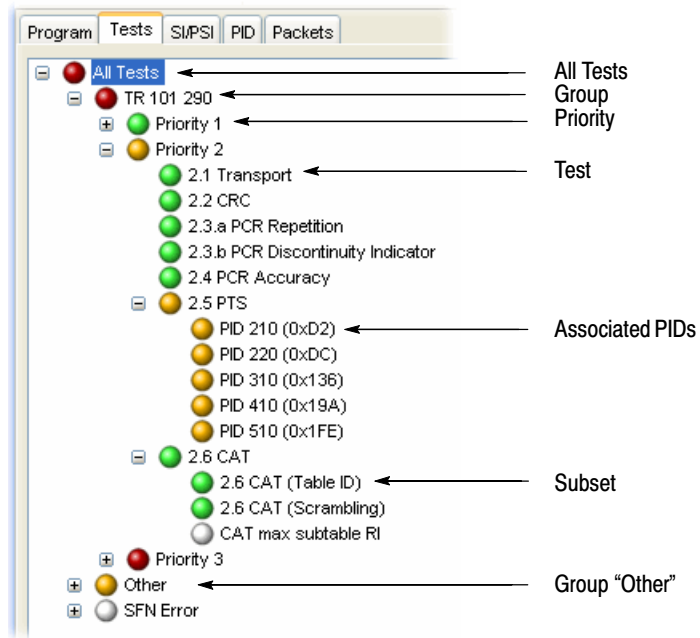 Program Tests SI/PSI PID Packets
All Tests All Tests
TR 101 290 Group
Priority 1 Priority
Priority 2
2.1 Transport Test
2.2 CRC
2.3.a PCR Repetition
2.3.b PCR Discontinuity Indicator
2.4 PCR Accuracy
2.5 PTS
PID 210 (0xD2) Associated PIDs
PID 220 (0xDC)
PID 310 (0x136)
PID 410 (0x19A)
PID 510 (0x1FE)
2.6 CAT
2.6 CAT (Table ID) Subset
2.6 CAT (Scrambling)
CAT max subtable RI
Priority 3
Other Group “Other”
SFN Error